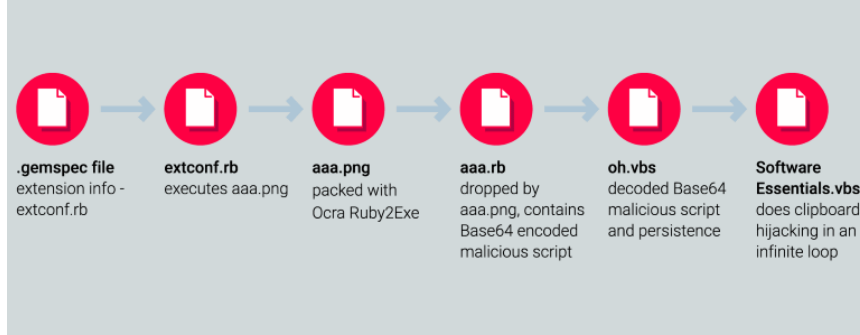 .gemspec file
extension info -
extconf.rb
extconf.rb
executes aaa.png
aaa.png
packed with
Ocra Ruby2Exe
aaa.rb
dropped by
aaa.png, contains
Base64 encoded
malicious script
oh.vbs
decoded Base64
malicious script
and persistence
Software
Essentials.vbs
does clipboard
hijacking in an
infinite loop